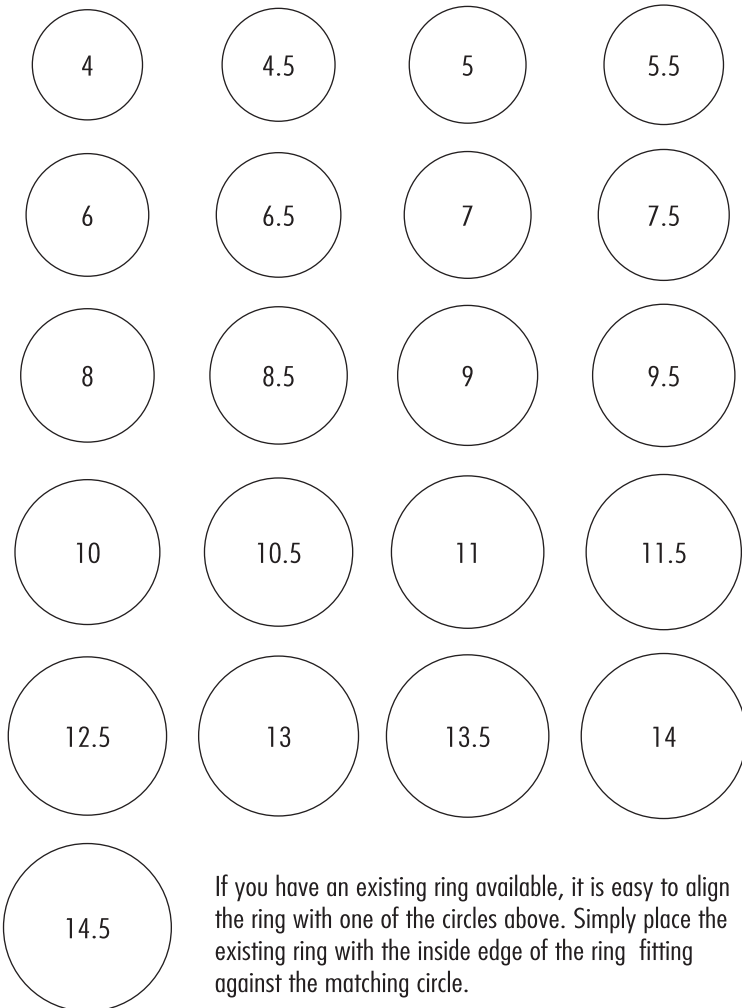 4 4.5 5 5.5
6 6.5 7 7.5
8 8.5 9 9.5
10 10.5 11 11.5
12.5 13 13.5 14
14.5
If you have an existing ring available, it is easy to align
the ring with one of the circles above. Simply place the
existing ring with the inside edge of the ring  fitting
against the matching circle.